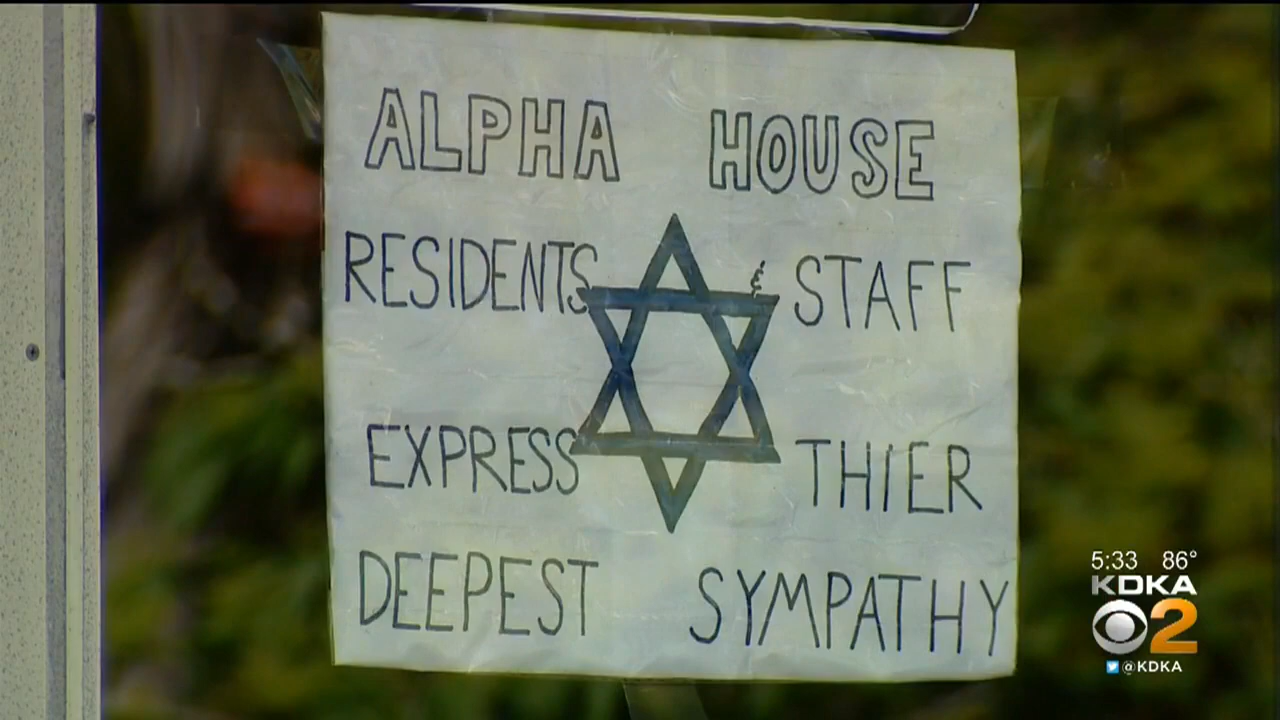 ALPHA HOUSE
RESIDENTS & STAFF
EXPRESS THIER
DEEPEST SYMPATHY
5:33 86°
KDKA
2
@KDKA